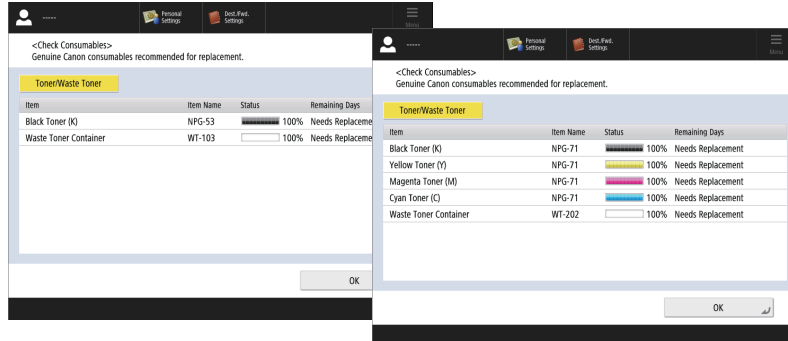 -----
Personal
Settings
Dest./Fwd.
Settings
Menu
<Check Consumables>
Genuine Canon consumables recommended for replacement.
Toner/Waste Toner
Item Item Name Status Remaining Days
Black Toner (K) NPG-53 100% Needs Replaceme
Waste Toner Container WT-103 100% Needs Replaceme
OK
-----
Personal
Settings
Dest./Fwd.
Settings
Menu
<Check Consumables>
Genuine Canon consumables recommended for replacement.
Toner/Waste Toner
Item Item Name Status Remaining Days
Black Toner (K) NPG-71 100% Needs Replacement
Yellow Toner (Y) NPG-71 100% Needs Replacement
Magenta Toner (M) NPG-71 100% Needs Replacement
Cyan Toner (C) NPG-71 100% Needs Replacement
Waste Toner Container WT-202 100% Needs Replacement
OK